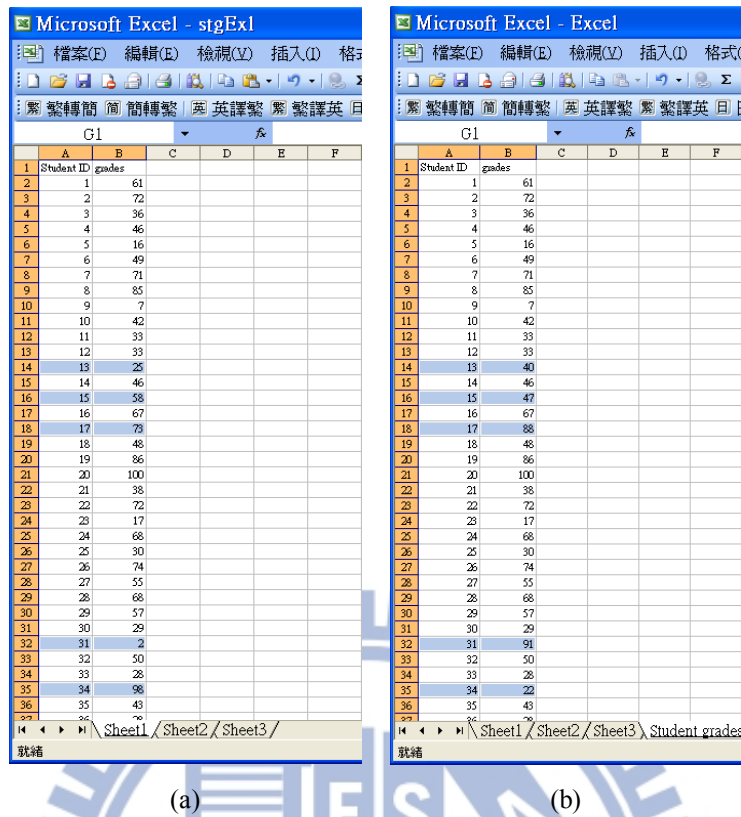 Microsoft Excel - stgExl
檔案(F) 編輯(E) 檢視(V) 插入(I)
繁 繁轉簡 简 簡轉繁 英 英譯繁 繁 繁譯英
G1 fx
A B C D E F
1 Student ID grades
2 1 61
3 2 72
4 3 36
5 4 46
6 5 16
7 6 49
8 7 71
9 8 85
10 9 7
11 10 42
12 11 33
13 12 33
14 13 25
15 14 46
16 15 58
17 16 67
18 17 73
19 18 48
20 19 86
21 20 100
22 21 38
23 22 72
24 23 17
25 24 68
26 25 30
27 26 74
28 27 55
29 28 68
30 29 57
31 30 29
32 31 2
33 32 50
34 33 28
35 34 98
36 35 43
Sheet1 / Sheet2 / Sheet3 /
就緒
(a)
Microsoft Excel - Excel
檔案(F) 編輯(E) 檢視(V) 插入(I) 格式(
繁 繁轉簡 简 簡轉繁 英 英譯繁 繁 繁譯英 日
G1 fx
A B C D E F
1 Student ID grades
2 1 61
3 2 72
4 3 36
5 4 46
6 5 16
7 6 49
8 7 71
9 8 85
10 9 7
11 10 42
12 11 33
13 12 33
14 13 40
15 14 46
16 15 47
17 16 67
18 17 88
19 18 48
20 19 86
21 20 100
22 21 38
23 22 72
24 23 17
25 24 68
26 25 30
27 26 74
28 27 55
29 28 68
30 29 57
31 30 29
32 31 91
33 32 50
34 33 28
35 34 22
36 35 43
Sheet1 / Sheet2 / Sheet3 \ Student grades
就緒
(b)